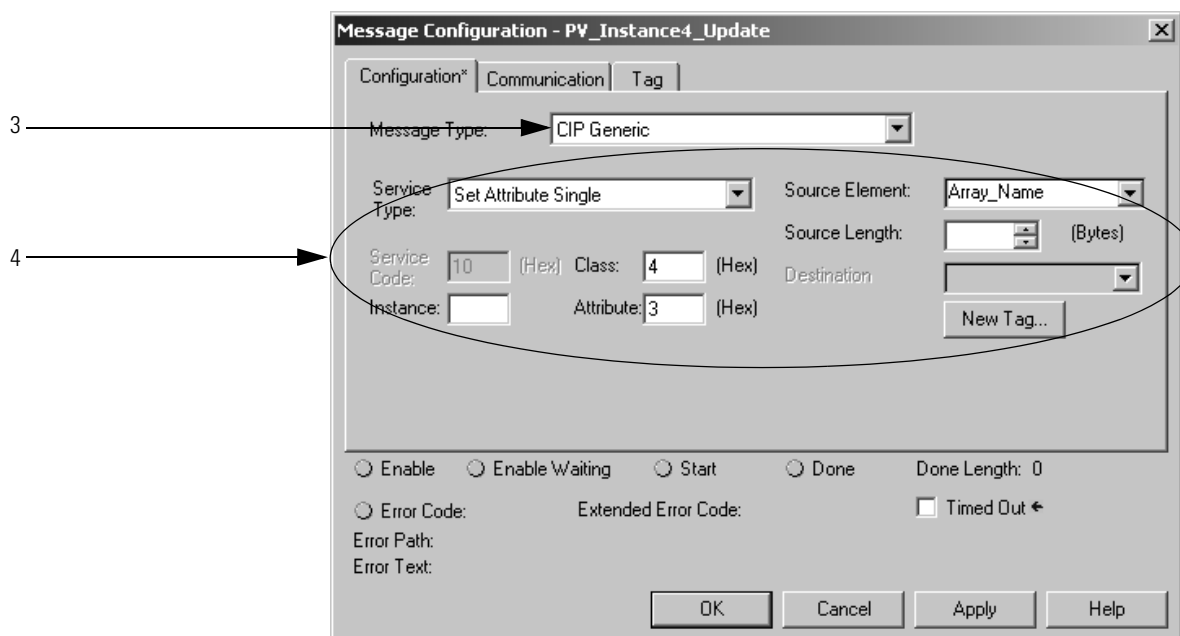 Message Configuration - PV_Instance4_Update
Configuration* Communication Tag
3
Message Type: CIP Generic
Service Type: Set Attribute Single
Source Element: Array_Name
Source Length: (Bytes)
4
Service Code: 10 (Hex) Class: 4 (Hex)
Destination
Instance: Attribute: 3 (Hex)
New Tag...
Enable Enable Waiting Start Done Done Length: 0
Error Code: Extended Error Code: Timed Out ←
Error Path:
Error Text:
OK Cancel Apply Help